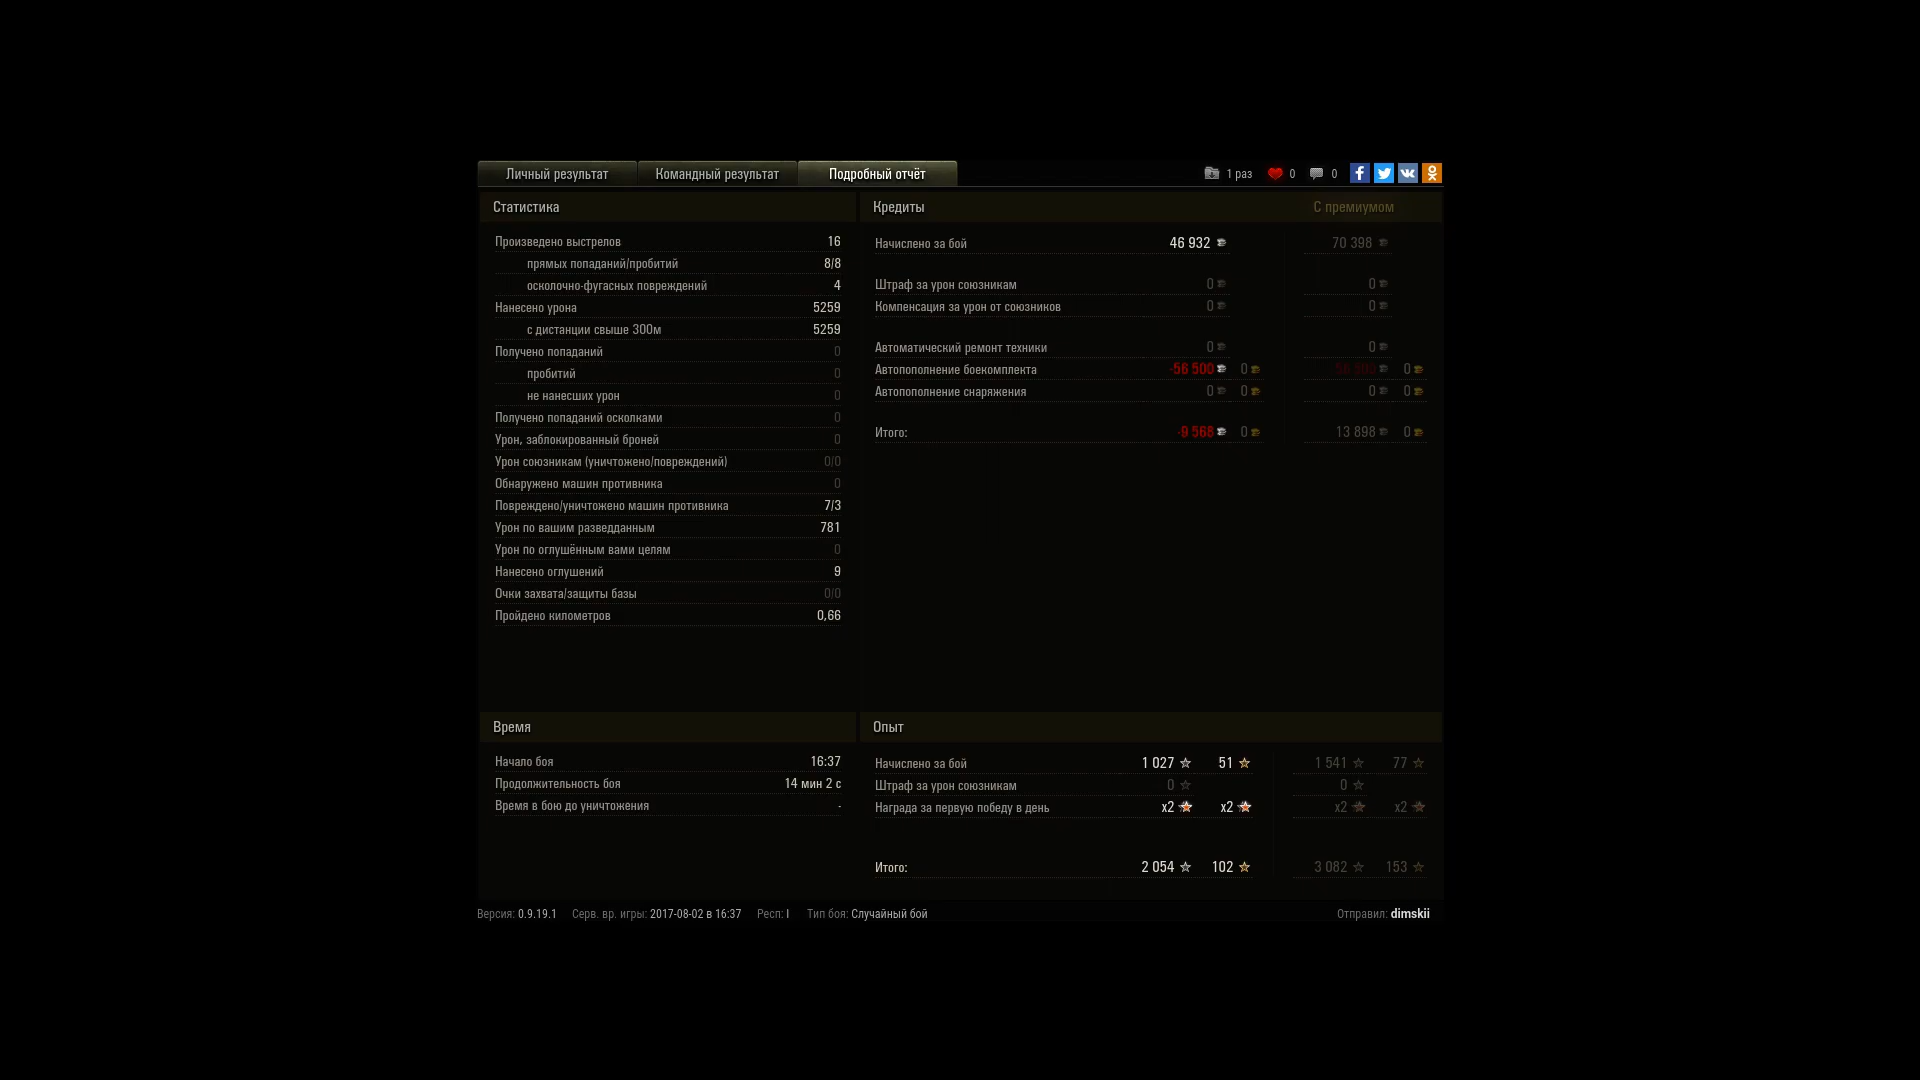 Личный результат Командный результат Подробный отчёт 1 раз 0 0
Статистика
Произведено выстрелов 16
прямых попаданий/пробитий 8/8
осколочно-фугасных повреждений 4
Нанесено урона 5259
с дистанции свыше 300м 5259
Получено попаданий 0
пробитий 0
не нанесших урон 0
Получено попаданий осколками 0
Урон, заблокированный броней 0
Урон союзникам (уничтожено/повреждений) 0/0
Обнаружено машин противника 0
Повреждено/уничтожено машин противника 7/3
Урон по вашим разведданным 781
Урон по оглушённым вами целям 0
Нанесено оглушений 9
Очки захвата/защиты базы 0/0
Пройдено километров 0,66
Кредиты С премиумом
Начислено за бой 46 932 70 398
Штраф за урон союзникам 0 0
Компенсация за урон от союзников 0 0
Автоматический ремонт техники 0 0
Автопополнение боекомплекта -56 500 0 -56 500 0
Автопополнение снаряжения 0 0 0 0
Итого: -9 568 0 13 898 0
Время
Начало боя 16:37
Продолжительность боя 14 мин 2 с
Время в бою до уничтожения -
Опыт
Начислено за бой 1 027 51 1 541 77
Штраф за урон союзникам 0 0
Награда за первую победу в день x2 x2 x2 x2
Итого: 2 054 102 3 082 153
Версия: 0.9.19.1 Серв. вр. игры: 2017-08-02 в 16:37 Респ: I Тип боя: Случайный бой Отправил: dimskii